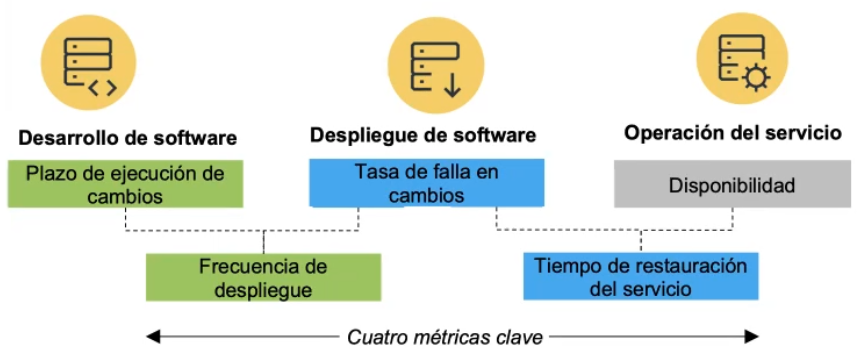 Desarrollo de software
Despliegue de software
Operación del servicio
Plazo de ejecución de
cambios
Tasa de falla en
cambios
Disponibilidad
Frecuencia de
despliegue
Tiempo de restauración
del servicio
Cuatro métricas clave